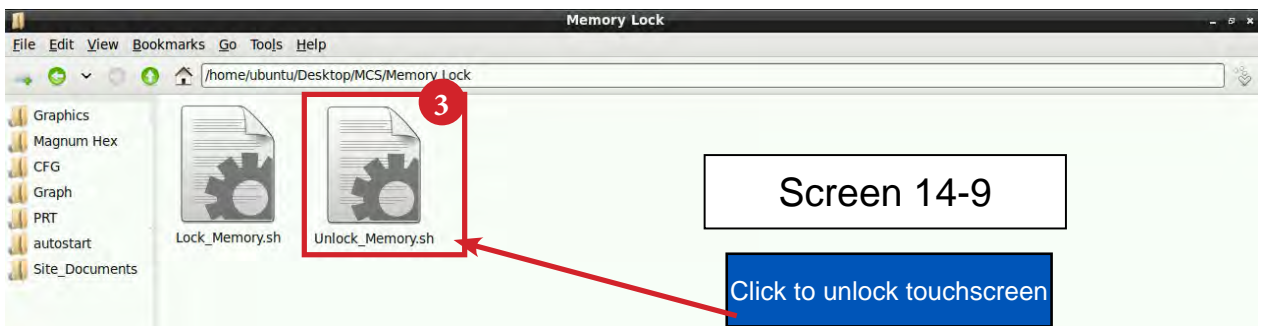 Memory Lock
File Edit View Bookmarks Go Tools Help
/home/ubuntu/Desktop/MCS/Memory Lock
3
Graphics
Magnum Hex
CFG
Graph
PRT
autostart
Site_Documents
Lock_Memory.sh
Unlock_Memory.sh
Screen 14-9
Click to unlock touchscreen